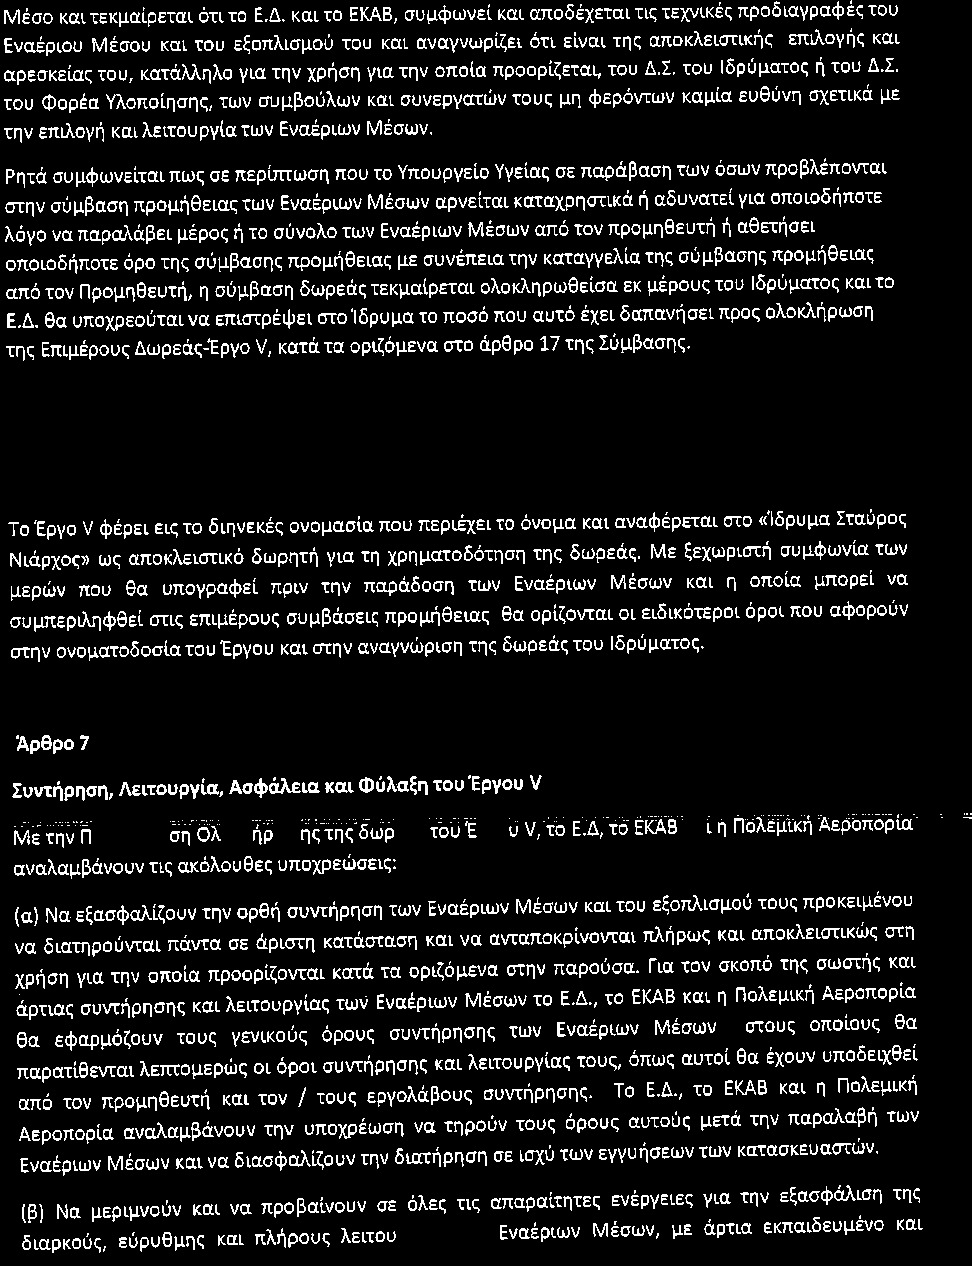 Μέσο και τεκμαίρεται ότι το Ε.Δ. και το ΕΚΑΒ, συμφωνεί και αποδέχεται τις τεχνικές προδιαγραφές του
Εναέριου Μέσου και του εξοπλισμού του και αναγνωρίζει ότι είναι της αποκλειστικής επιλογής και
αρεσκείας του, κατάλληλο για την χρήση για την οποία προορίζεται, του Δ.Σ. του Ιδρύματος ή του Δ.Σ.
του Φορέα Υλοποίησης, των συμβούλων και συνεργατών τους μη φερόντων καμία ευθύνη σχετικά με
την επιλογή και λειτουργία των Εναέριων Μέσων.
Ρητά συμφωνείται πως σε περίπτωση που το Υπουργείο Υγείας σε παράβαση των όσων προβλέπονται
στην σύμβαση προμήθειας των Εναέριων Μέσων αρνείται καταχρηστικά ή αδυνατεί για οποιοδήποτε
λόγο να παραλάβει μέρος ή το σύνολο των Εναέριων Μέσων από τον προμηθευτή ή αθετήσει
οποιοδήποτε όρο της σύμβασης προμήθειας με συνέπεια την καταγγελία της σύμβασης προμήθειας
από τον Προμηθευτή, η σύμβαση δωρεάς τεκμαίρεται ολοκληρωθείσα εκ μέρους του Ιδρύματος και το
Ε.Δ. θα υποχρεούται να επιστρέψει στο Ίδρυμα το ποσό που αυτό έχει δαπανήσει προς ολοκλήρωση
της Επιμέρους Δωρεάς-Έργο V, κατά τα οριζόμενα στο άρθρο 17 της Σύμβασης.
Το Έργο V φέρει εις το διηνεκές ονομασία που περιέχει το όνομα και αναφέρεται στο «Ίδρυμα Σταύρος
Νιάρχος» ως αποκλειστικό δωρητή για τη χρηματοδότηση της δωρεάς. Με ξεχωριστή συμφωνία των
μερών που θα υπογραφεί πριν την παράδοση των Εναέριων Μέσων και η οποία μπορεί να
συμπεριληφθεί στις επιμέρους συμβάσεις προμήθειας θα ορίζονται οι ειδικότεροι όροι που αφορούν
στην ονοματοδοσία του Έργου και στην αναγνώριση της δωρεάς του Ιδρύματος.
Άρθρο 7
Συντήρηση, Λειτουργία, Ασφάλεια και Φύλαξη του Έργου V
Με την Π ση Ολ ήρ ης της δωρ του Έ υ V, το Ε.Δ, το ΕΚΑΒ ι η Πολεμική Αεροπορία
αναλαμβάνουν τις ακόλουθες υποχρεώσεις:
(α) Να εξασφαλίζουν την ορθή συντήρηση των Εναέριων Μέσων και του εξοπλισμού τους προκειμένου
να διατηρούνται πάντα σε άριστη κατάσταση και να ανταποκρίνονται πλήρως και αποκλειστικώς στη
χρήση για την οποία προορίζονται κατά τα οριζόμενα στην παρούσα. Για τον σκοπό της σωστής και
άρτιας συντήρησης και λειτουργίας των Εναέριων Μέσων το Ε.Δ., το ΕΚΑΒ και η Πολεμική Αεροπορία
θα εφαρμόζουν τους γενικούς όρους συντήρησης των Εναέριων Μέσων στους οποίους θα
παρατίθενται λεπτομερώς οι όροι συντήρησης και λειτουργίας τους, όπως αυτοί θα έχουν υποδειχθεί
από τον προμηθευτή και τον / τους εργολάβους συντήρησης. Το Ε.Δ., το ΕΚΑΒ και η Πολεμική
Αεροπορία αναλαμβάνουν την υποχρέωση να τηρούν τους όρους αυτούς μετά την παραλαβή των
Εναέριων Μέσων και να διασφαλίζουν την διατήρηση σε ισχύ των εγγυήσεων των κατασκευαστών.
(β) Να μεριμνούν και να προβαίνουν σε όλες τις απαραίτητες ενέργειες για την εξασφάλιση της
διαρκούς, εύρυθμης και πλήρους λειτου Εναέριων Μέσων, με άρτια εκπαιδευμένο και